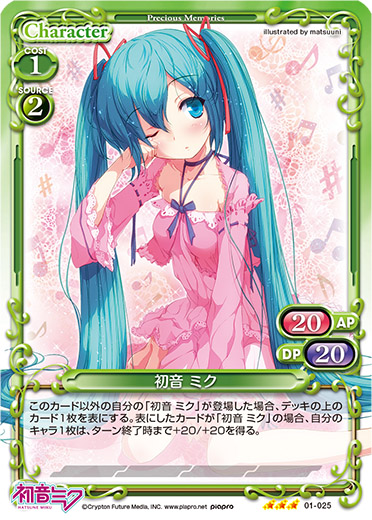 Precious Memories
Character
illustrated by matsuuni
COST
1
SOURCE
2
20 AP
DP 20
初音 ミク
このカード以外の自分の「初音 ミク」が登場した場合、デッキの上の
カード1枚を表にする。表にしたカードが「初音 ミク」の場合、自分の
キャラ1枚は、ターン終了時まで+20/+20を得る。
初音ミク
HATSUNE MIKU
©Crypton Future Media, INC. www.piapro.net piapro
01-025